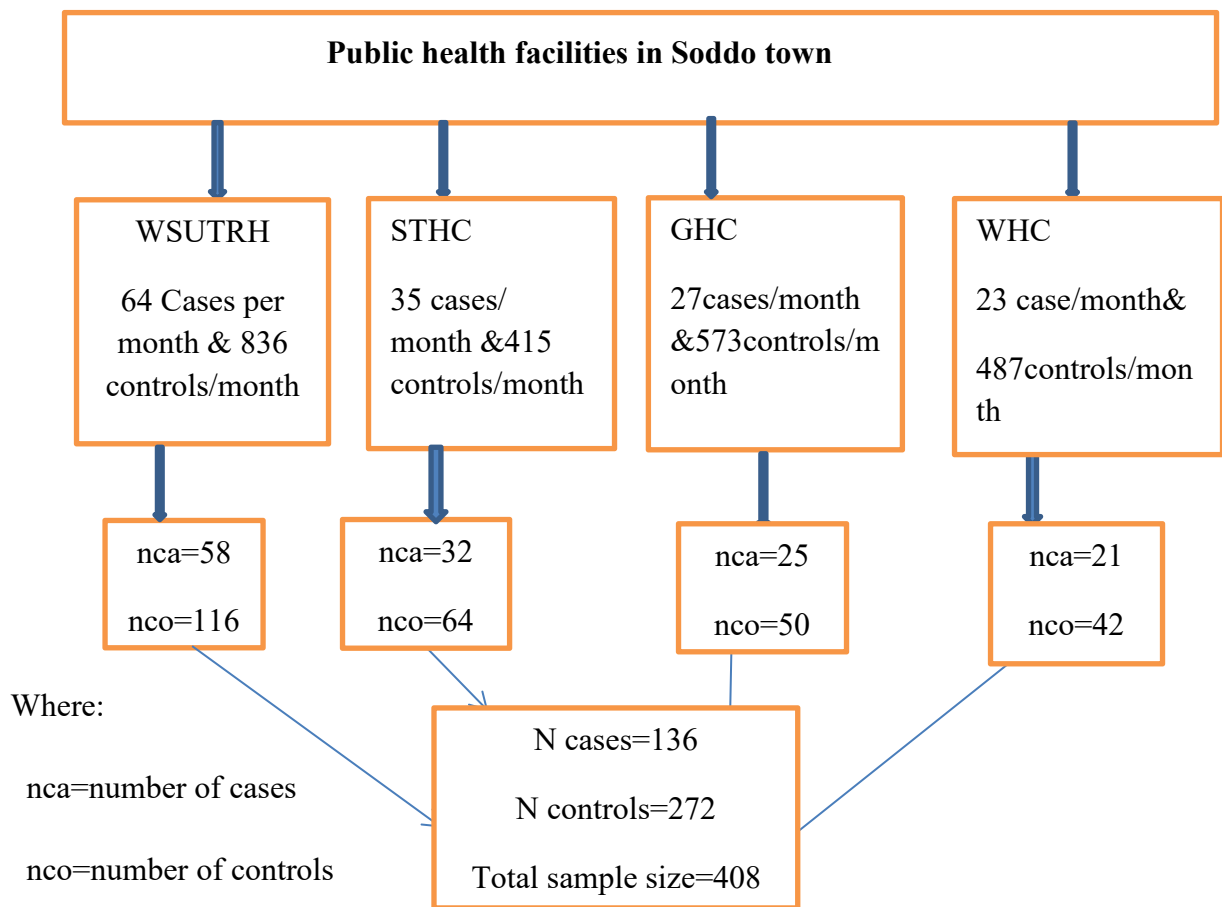 Public health facilities in Soddo town
WSUTRH
64 Cases per
month & 836
controls/month
STHC
35 cases/
month &415
controls/month
GHC
27cases/month
&573controls/m
onth
WHC
23 case/month&
487controls/mon
th
nca=58
nco=116
nca=32
nco=64
nca=25
nco=50
nca=21
nco=42
Where:
nca=number of cases
nco=number of controls
N cases=136
N controls=272
Total sample size=408